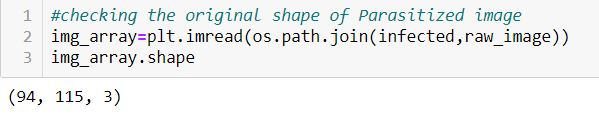 1 #checking the original shape of Parasitized image
2 img_array=plt.imread(os.path.join(infected,raw_image))
3 img_array.shape
(94, 115, 3)